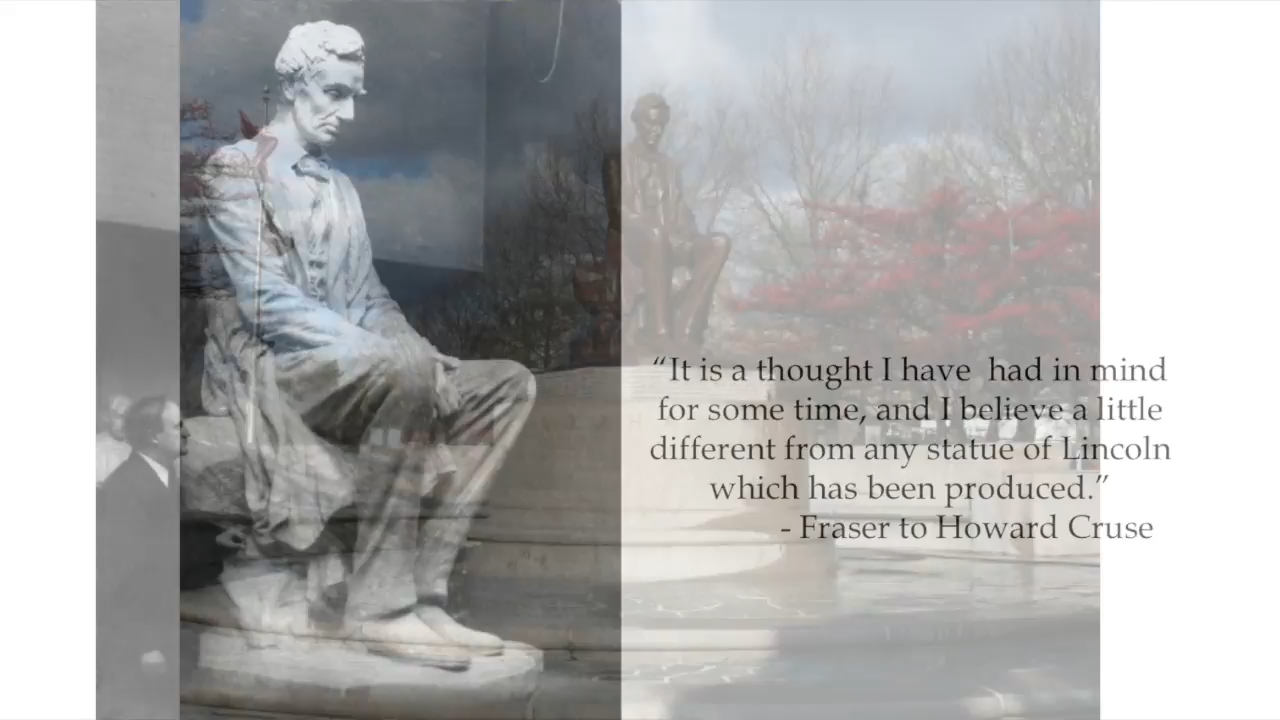 “It is a thought I have  had in mind
for some time, and I believe a little
different from any statue of Lincoln
which has been produced.”
- Fraser to Howard Cruse